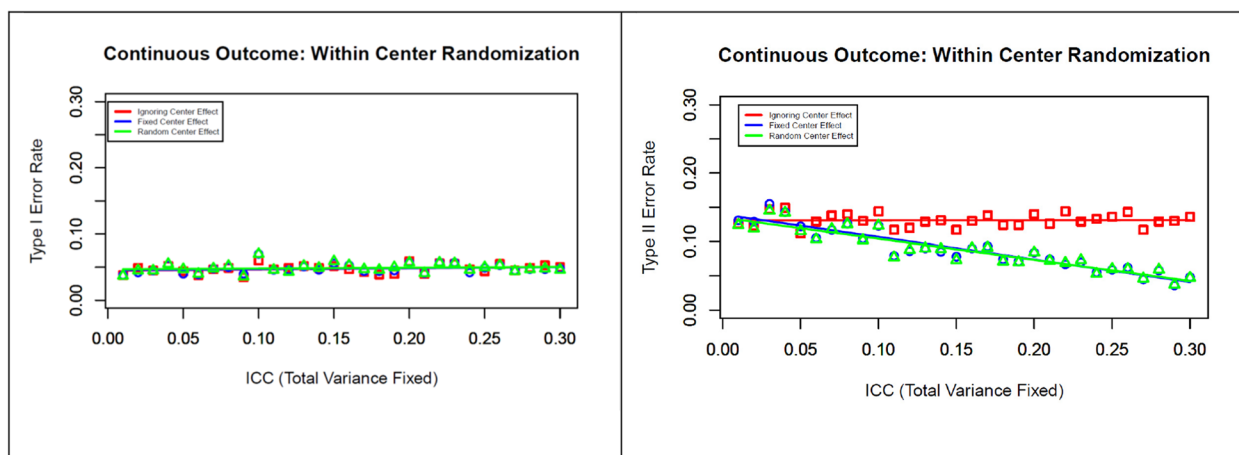 Continuous Outcome: Within Center Randomization
Ignoring Center Effect
Fixed Center Effect
Random Center Effect
Type I Error Rate
0.30
0.20
0.10
0.00
0.00 0.05 0.10 0.15 0.20 0.25 0.30
ICC (Total Variance Fixed)
Continuous Outcome: Within Center Randomization
Ignoring Center Effect
Fixed Center Effect
Random Center Effect
Type II Error Rate
0.30
0.20
0.10
0.00
0.00 0.05 0.10 0.15 0.20 0.25 0.30
ICC (Total Variance Fixed)